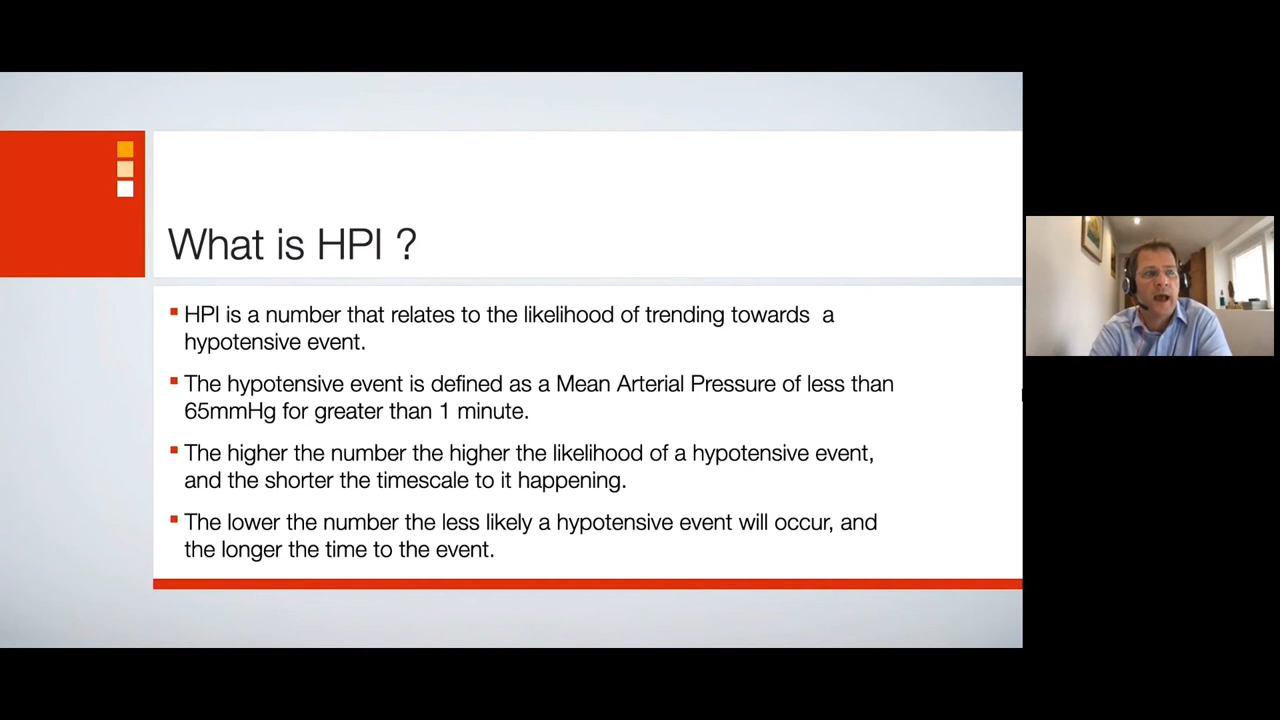 What is HPI ?
HPI is a number that relates to the likelihood of trending towards a
hypotensive event.
The hypotensive event is defined as a Mean Arterial Pressure of less than
65mmHg for greater than 1 minute.
The higher the number the higher the likelihood of a hypotensive event,
and the shorter the timescale to it happening.
The lower the number the less likely a hypotensive event will occur, and
the longer the time to the event.